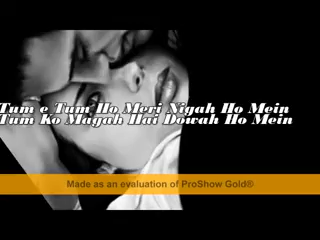 Tum e Tum Ho Meri Nigah Ho Mein
Tum Ko Magah Hai Dowah Ho Mein
Made as an evaluation of ProShow Gold®